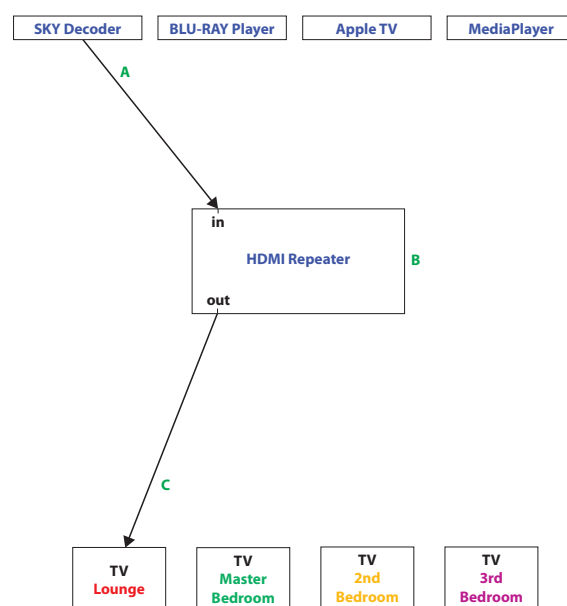 SKY Decoder
BLU-RAY Player
Apple TV
MediaPlayer
A
in
HDMI Repeater
B
out
C
TV
Lounge
TV
Master
Bedroom
TV
2nd
Bedroom
TV
3rd
Bedroom